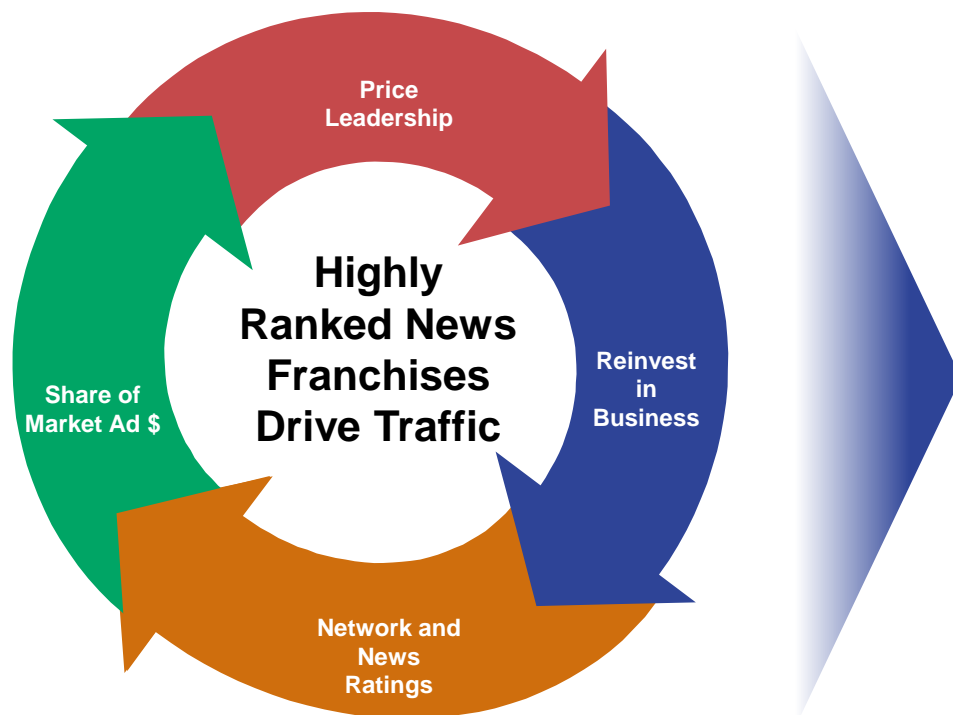 Price
Leadership
Highly
Ranked News
Franchises
Drive Traffic
Reinvest
in
Business
Share of
Market Ad $
Network and
News
Ratings